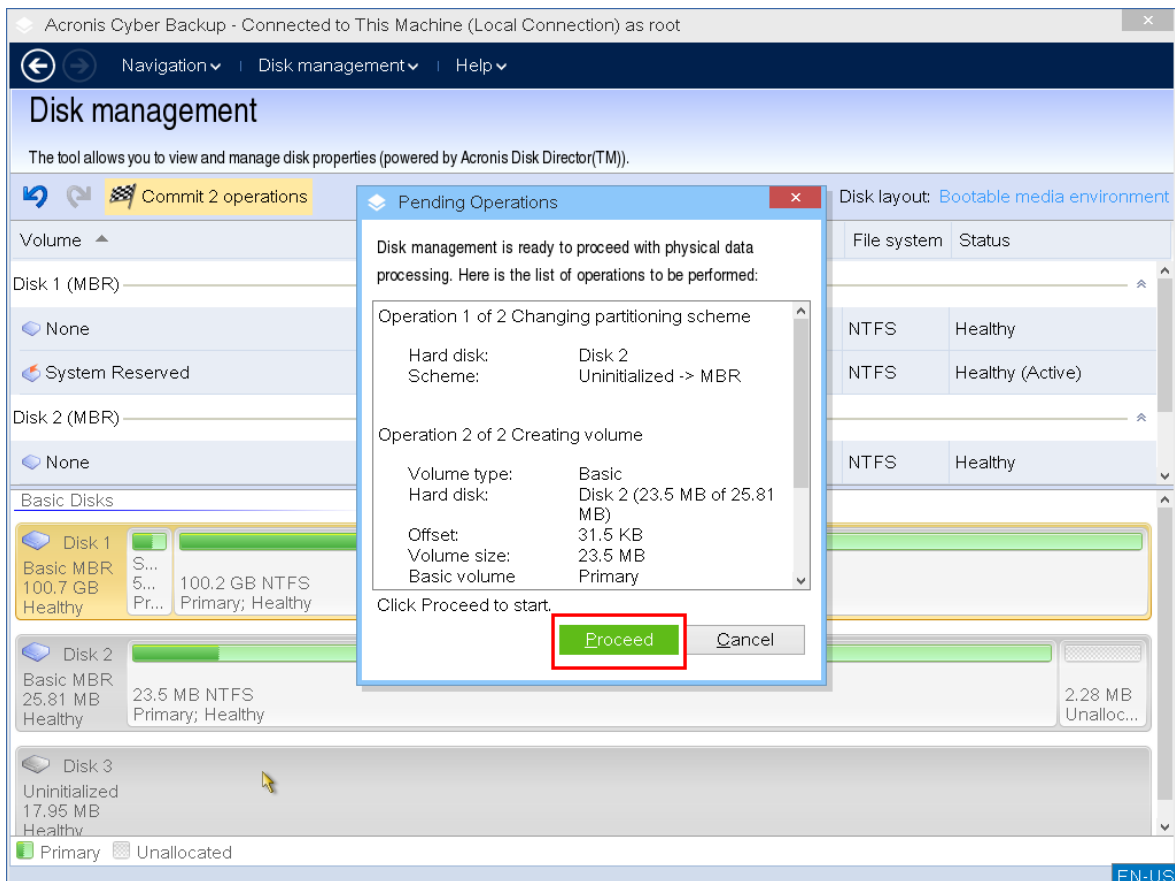 Acronis Cyber Backup - Connected to This Machine (Local Connection) as root
Navigation Disk management Help
Disk management
The tool allows you to view and manage disk properties (powered by Acronis Disk Director(TM)).
Commit 2 operations
Disk layout: Bootable media environment
Volume File system Status
Disk 1 (MBR)
None NTFS Healthy
System Reserved NTFS Healthy (Active)
Disk 2 (MBR)
None NTFS Healthy
Pending Operations
Disk management is ready to proceed with physical data
processing. Here is the list of operations to be performed:
Operation 1 of 2 Changing partitioning scheme
Hard disk: Disk 2
Scheme: Uninitialized -> MBR
Operation 2 of 2 Creating volume
Volume type: Basic
Hard disk: Disk 2 (23.5 MB of 25.81
MB)
Offset: 31.5 KB
Volume size: 23.5 MB
Basic volume Primary
Click Proceed to start.
Proceed Cancel
Basic Disks
Disk 1
Basic MBR
100.7 GB
Healthy
S...
5...
Pr...
100.2 GB NTFS
Primary; Healthy
Disk 2
Basic MBR
25.81 MB
Healthy
23.5 MB NTFS
Primary; Healthy
2.28 MB
Unalloc...
Disk 3
Uninitialized
17.95 MB
Healthy
Primary Unallocated
EN-US